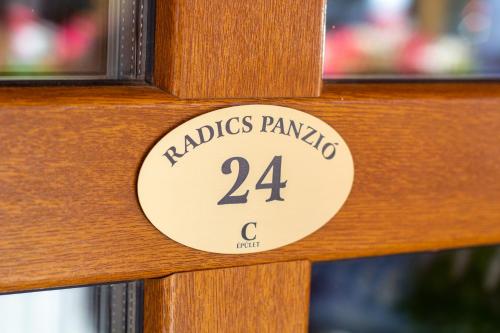 RADICS PANZIÓ
24
C
ÉPÜLET